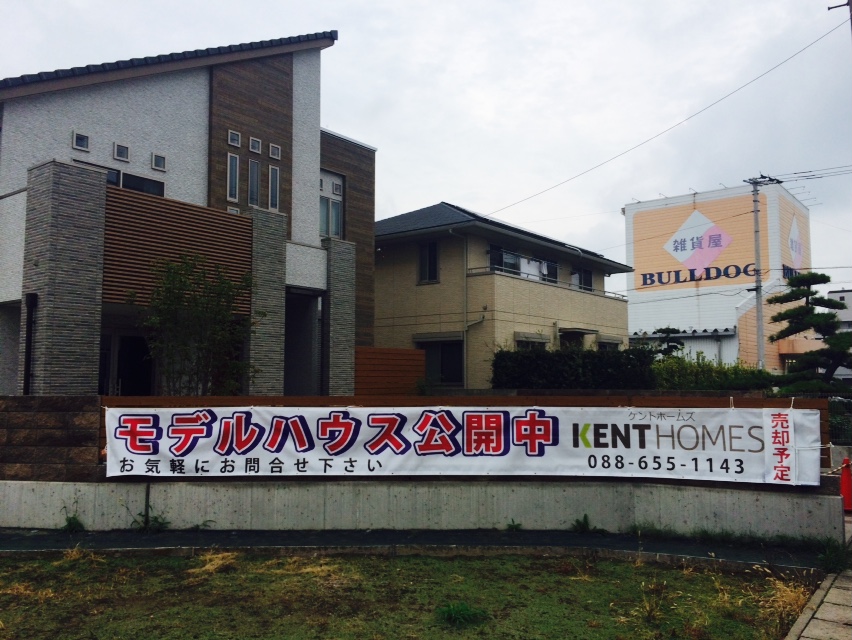 雑貨屋
BULLDOG
モデルハウス公開中
お気軽にお問合せ下さい
ケントホームズ
KENT HOMES
088-655-1143
売却予定